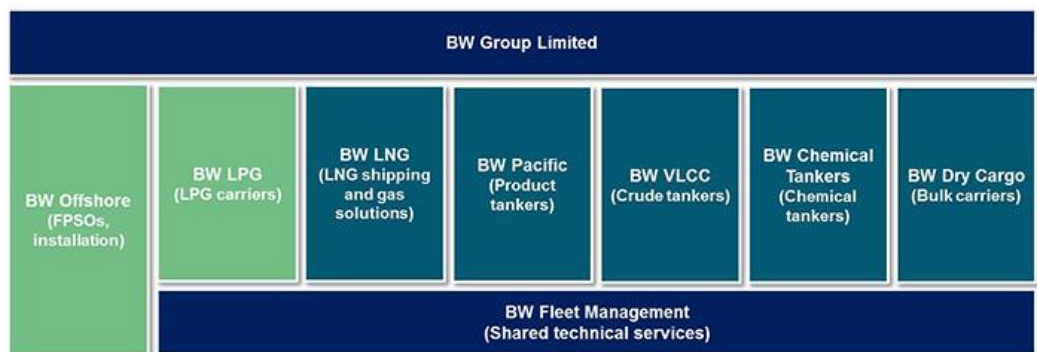 BW Group Limited
BW Offshore
(FPSOs,
installation)
BW LPG
(LPG carriers)
BW LNG
(LNG shipping
and gas
solutions)
BW Pacific
(Product
tankers)
BW VLCC
(Crude tankers)
BW Chemical
Tankers
(Chemical
tankers)
BW Dry Cargo
(Bulk carriers)
BW Fleet Management
(Shared technical services)